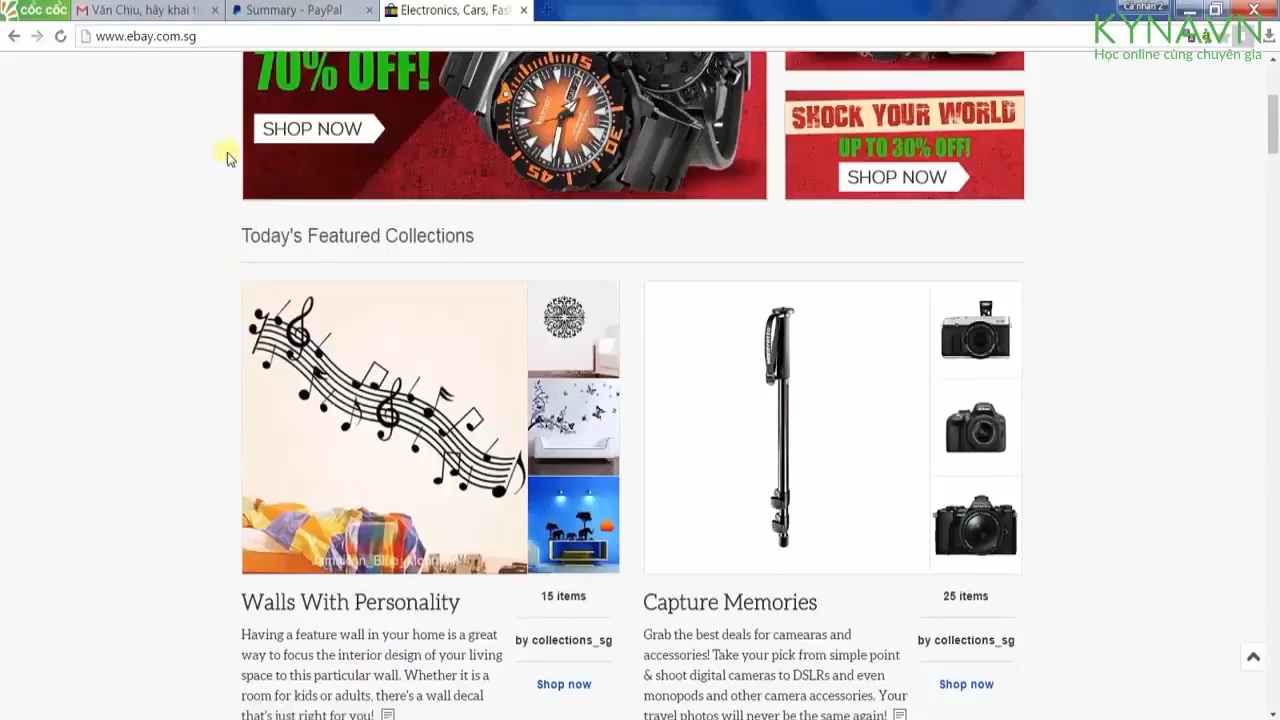 cốc cốc
Văn Chịu, hãy khai ti
Summary - PayPal
Electronics, Cars, Fash
Cá nhân 2
www.ebay.com.sg
KYNA.VN
Học online cùng chuyên gia
70% OFF!
SHOP NOW
SHOCK YOUR WORLD
UP TO 30% OFF!
SHOP NOW
Today's Featured Collections
Walls With Personality
15 items
by collections_sg
Shop now
Having a feature wall in your home is a great
way to focus the interior design of your living
space to this particular wall. Whether it is a
room for kids or adults, there's a wall decal
that's just right for you!
Capture Memories
25 items
by collections_sg
Shop now
Grab the best deals for camearas and
accessories! Take your pick from simple point
& shoot digital cameras to DSLRs and even
monopods and other camera accessories. Your
travel photos will never be the same again!